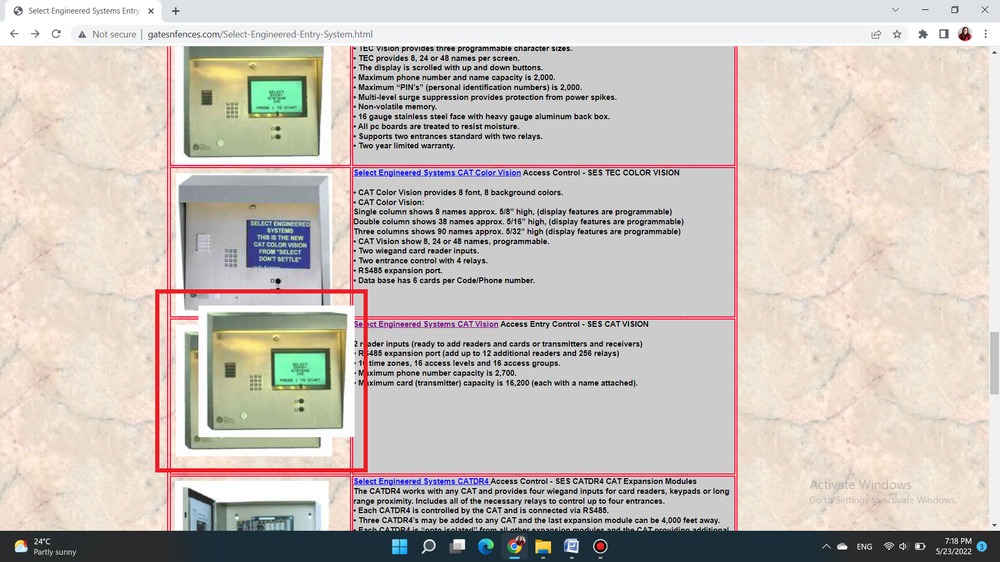 Select Engineered Systems Entry
Not secure
gatesnfences.com/Select-Engineered-Entry-System.html
• TEC Vision provides three programmable character sizes.
• TEC provides 8, 24 or 48 names per screen.
• The display is scrolled with up and down buttons.
• Maximum phone number and name capacity is 2,000.
• Maximum “PIN’s” (personal identification numbers) is 2,000.
• Multi-level surge suppression provides protection from power spikes.
• Non-volatile memory.
• 16 gauge stainless steel face with heavy gauge aluminum back box.
• All pc boards are treated to resist moisture.
• Supports two entrances standard with two relays.
• Two year limited warranty.
SELECT
ENTRY
SYSTEMS
INC
PRESS A TO START
Select Engineered Systems CAT Color Vision Access Control - SES TEC COLOR VISION
• CAT Color Vision provides 8 font, 8 background colors.
• CAT Color Vision:
Single column shows 8 names approx. 5/8” high, (display features are programmable)
Double column shows 38 names approx. 5/16” high, (display features are programmable)
Three columns shows 90 names approx. 5/32” high (display features are programmable)
• CAT Vision show 8, 24 or 48 names, programmable.
• Two wiegand card reader inputs.
• Two entrance control with 4 relays.
• RS485 expansion port.
• Data base has 6 cards per Code/Phone number.
SELECT ENGINEERED
SYSTEMS
THIS IS THE NEW
CAT COLOR VISION
FROM "SELECT
DON'T SETTLE"
Select Engineered Systems CAT Vision Access Entry Control - SES CAT VISION
2 reader inputs (ready to add readers and cards or transmitters and receivers)
• RS485 expansion port (add up to 12 additional readers and 256 relays)
• 16 time zones, 16 access levels and 16 access groups.
• Maximum phone number capacity is 2,700.
• Maximum card (transmitter) capacity is 16,200 (each with a name attached).
SELECT
ENTRY
SYSTEMS
INC
PRESS A TO START
Select Engineered Systems CATDR4 Access Control - SES CATDR4 CAT Expansion Modules
The CATDR4 works with any CAT and provides four wiegand inputs for card readers, keypads or long
range proximity. Includes all of the necessary relays to control up to four entrances.
• Each CATDR4 is controlled by the CAT and is connected via RS485.
• Three CATDR4’s may be added to any CAT and the last expansion module can be 4,000 feet away.
• Each CATDR4 is “opto isolated” from all other expansion modules and the CAT providing additional
Activate Windows
Go to Settings to activate Windows.
24°C
Partly sunny
ENG
7:18 PM
5/23/2022
3